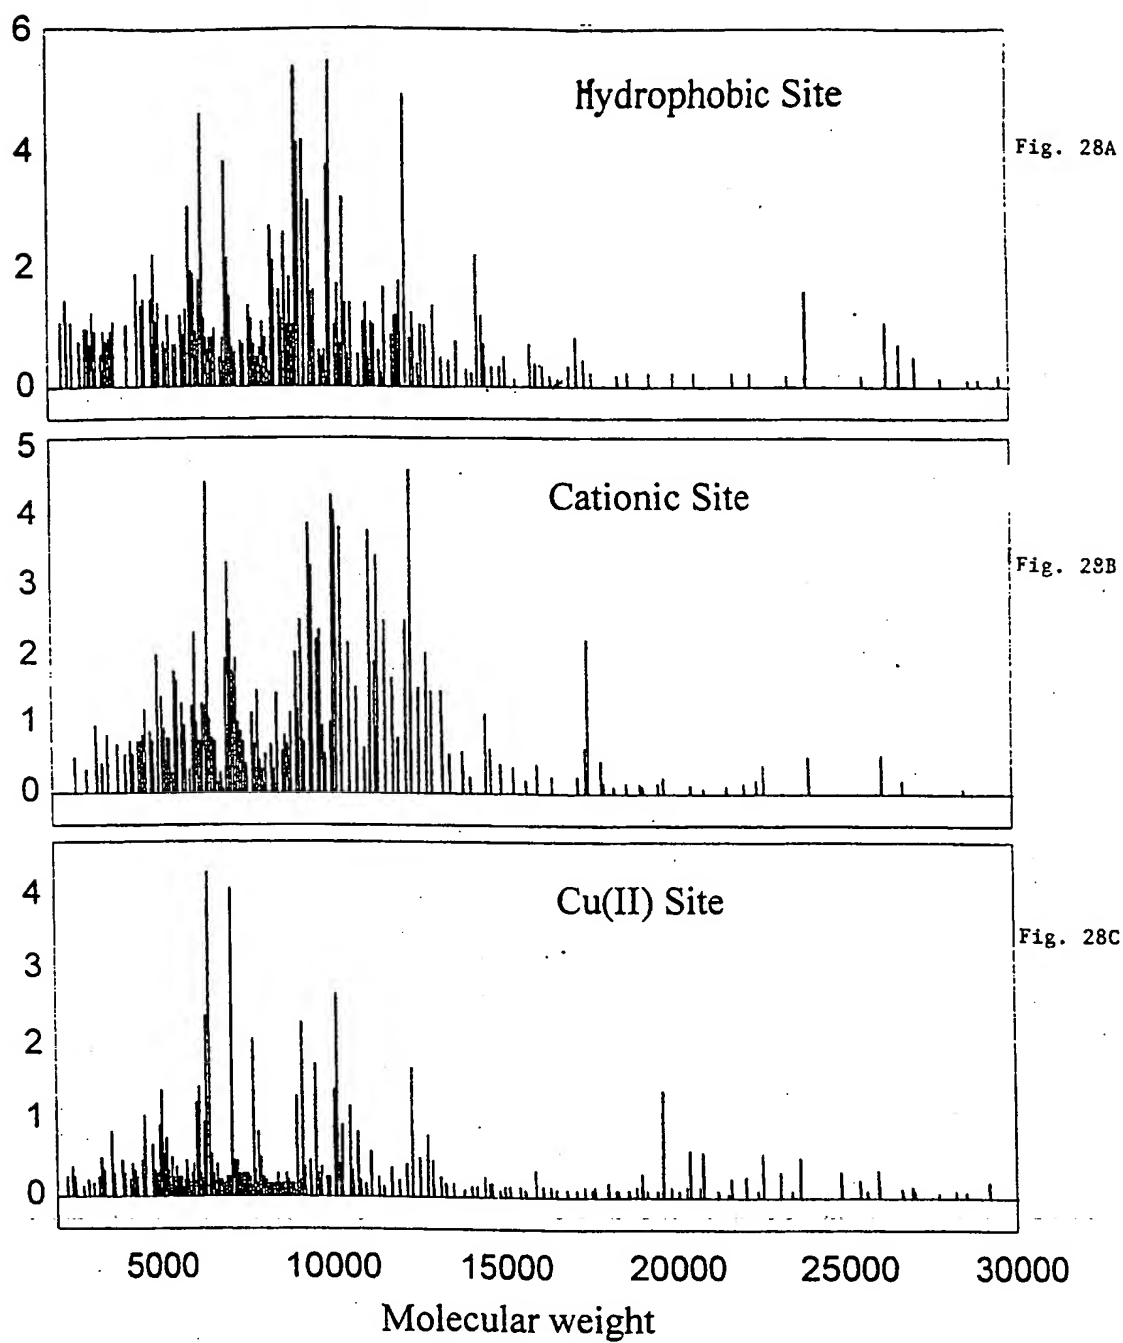 6
4
2
0
Hydrophobic Site
Fig. 28A
5
4
3
2
1
0
Cationic Site
Fig. 28B
4
3
2
1
0
Cu(II) Site
Fig. 28C
5000 10000 15000 20000 25000 30000
Molecular weight